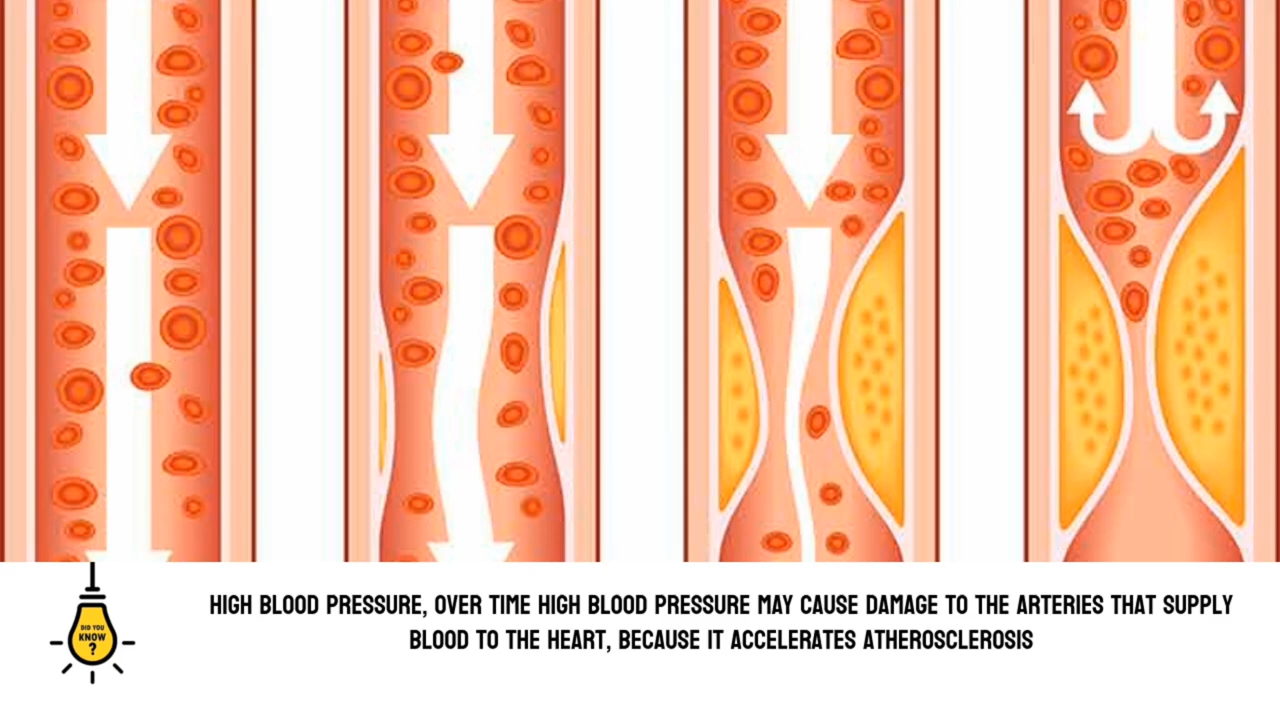 HIGH BLOOD PRESSURE, OVER TIME HIGH BLOOD PRESSURE MAY CAUSE DAMAGE TO THE ARTERIES THAT SUPPLY
BLOOD TO THE HEART, BECAUSE IT ACCELERATES ATHEROSCLEROSIS
DID YOU
KNOW
?